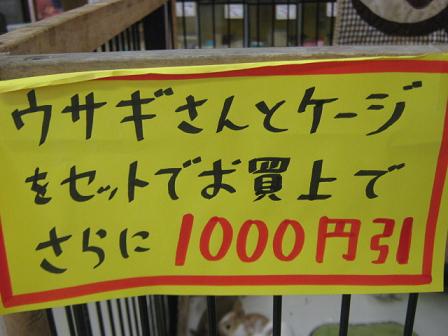 ウサギさんとケージ
をセットでお買上で
さらに1000円引